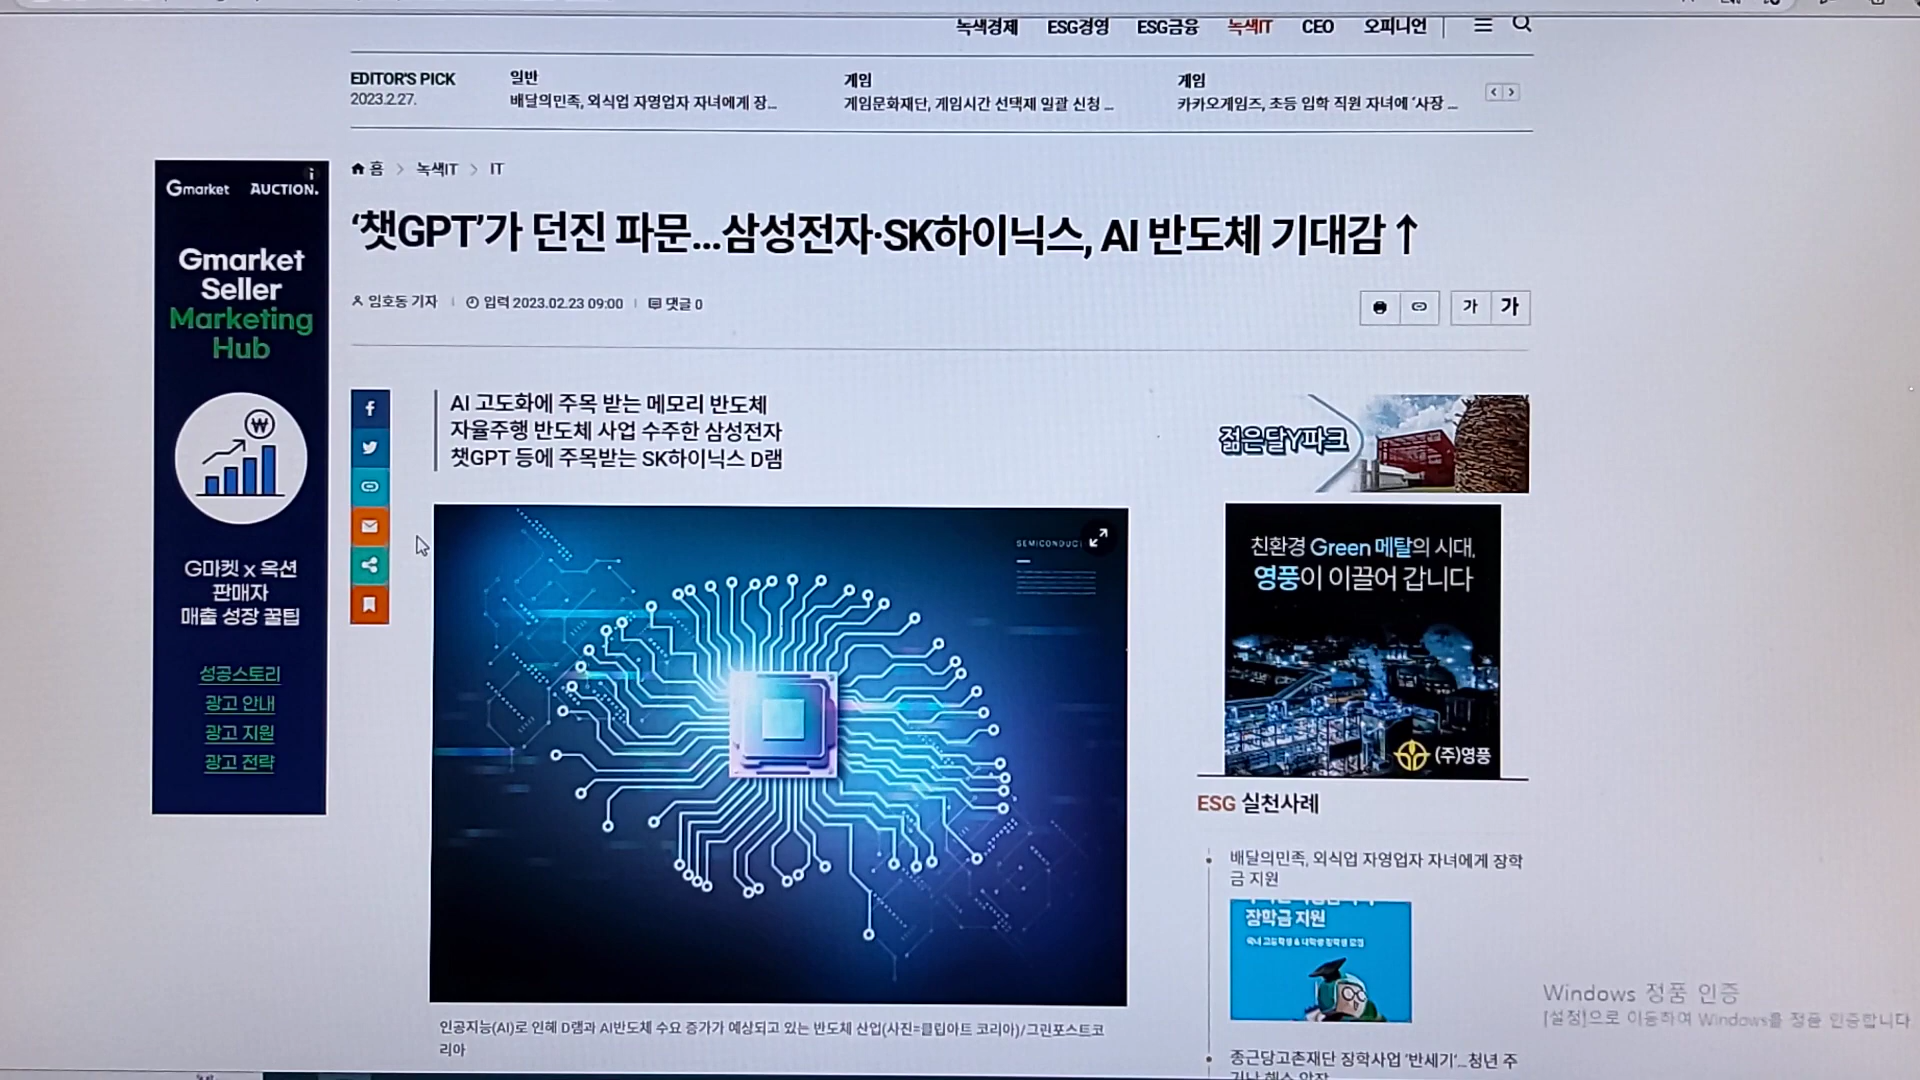 녹색경제 ESG경영 ESG금융 녹색IT CEO 오피니언
EDITOR'S PICK
2023.2.27.
일반
배달의민족, 외식업 자영업자 자녀에게 장...
게임
게임문화재단, 게임시간 선택제 일괄 신청 ...
게임
카카오게임즈, 초등 입학 직원 자녀에 '사장 ...
홈 > 녹색IT > IT
'챗GPT'가 던진 파문...삼성전자·SK하이닉스, AI 반도체 기대감↑
임호동 기자 입력 2023.02.23 09:00 댓글 0
가 가
Gmarket AUCTION.
Gmarket
Seller
Marketing
Hub
G마켓 x 옥션
판매자
매출 성장 꿀팁
성공스토리
광고 안내
광고 지원
광고 전략
AI 고도화에 주목 받는 메모리 반도체
자율주행 반도체 사업 수주한 삼성전자
챗GPT 등에 주목받는 SK하이닉스 D램
인공지능(AI)로 인해 D램과 AI반도체 수요 증가가 예상되고 있는 반도체 산업(사진=클립아트 코리아)/그린포스트코
리아
젊은달Y파크
친환경 Green 메탈의 시대,
영풍이 이끌어 갑니다
(주)영풍
ESG 실천사례
배달의민족, 외식업 자영업자 자녀에게 장학
금 지원
장학금 지원
종근당고촌재단 장학사업 '반세기'...청년 주
Windows 정품 인증
[설정]으로 이동하여 Windows를 정품 인증합니다